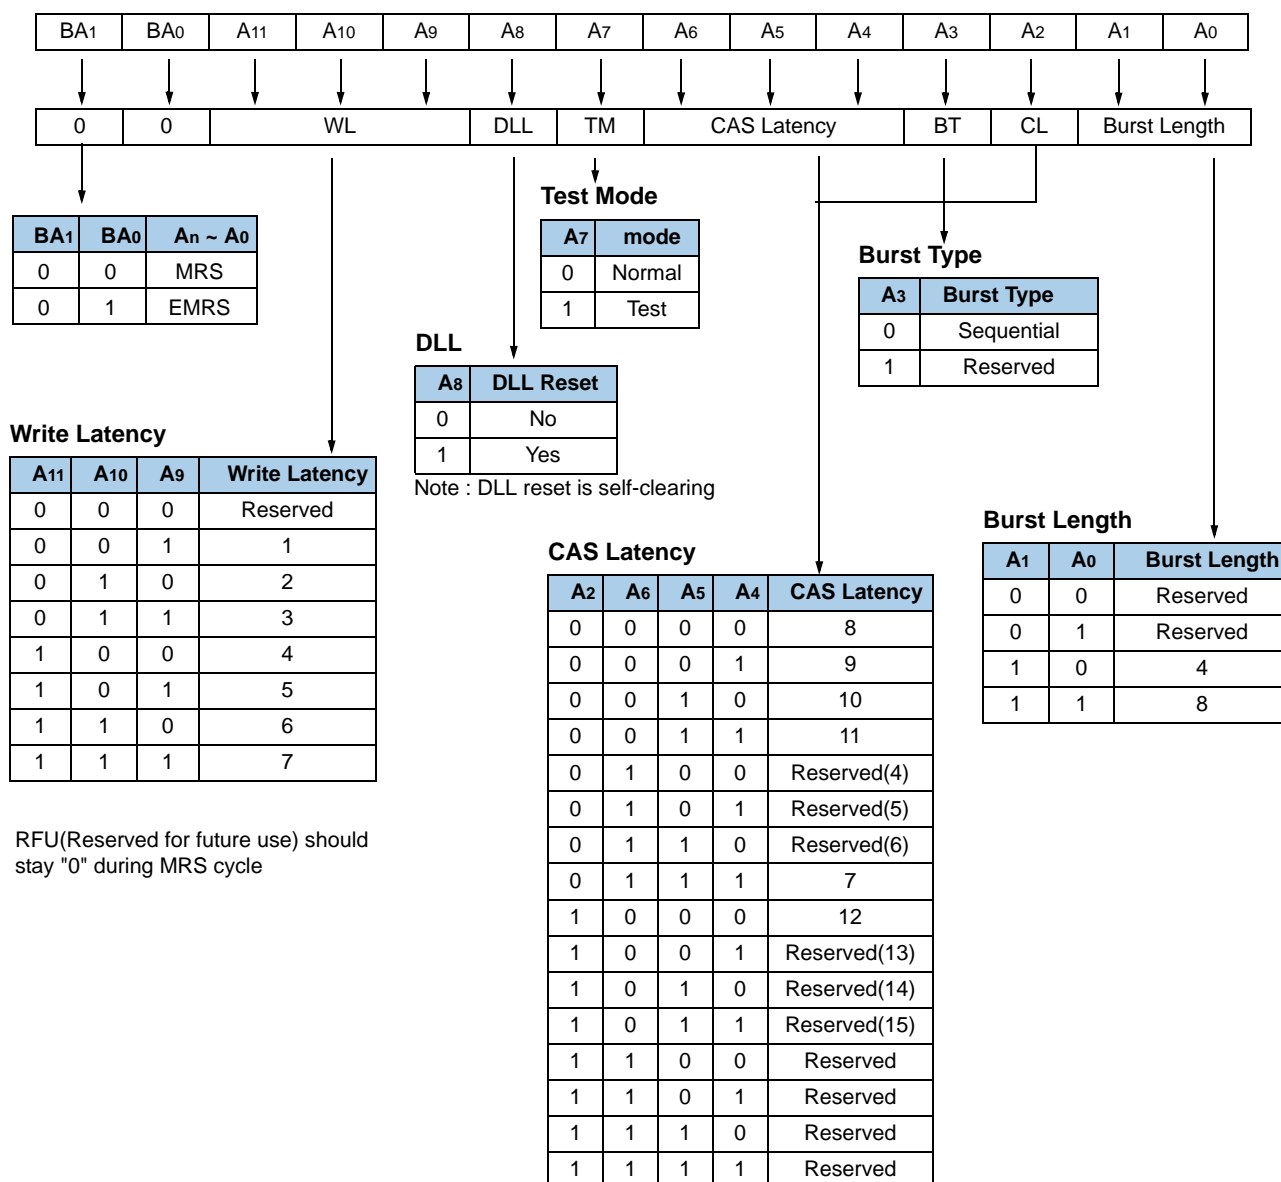 BA1 BA0 A11 A10 A9 A8 A7 A6 A5 A4 A3 A2 A1 A0
0 0 WL DLL TM CAS Latency BT CL Burst Length
BA1 BA0 An ~ A0
0 0 MRS
0 1 EMRS
Test Mode
A7 mode
0 Normal
1 Test
Burst Type
A3 Burst Type
0 Sequential
1 Reserved
DLL
A8 DLL Reset
0 No
1 Yes
Note : DLL reset is self-clearing
Write Latency
A11 A10 A9 Write Latency
0 0 0 Reserved
0 0 1 1
0 1 0 2
0 1 1 3
1 0 0 4
1 0 1 5
1 1 0 6
1 1 1 7
RFU(Reserved for future use) should
stay "0" during MRS cycle
CAS Latency
A2 A6 A5 A4 CAS Latency
0 0 0 0 8
0 0 0 1 9
0 0 1 0 10
0 0 1 1 11
0 1 0 0 Reserved(4)
0 1 0 1 Reserved(5)
0 1 1 0 Reserved(6)
0 1 1 1 7
1 0 0 0 12
1 0 0 1 Reserved(13)
1 0 1 0 Reserved(14)
1 0 1 1 Reserved(15)
1 1 0 0 Reserved
1 1 0 1 Reserved
1 1 1 0 Reserved
1 1 1 1 Reserved
Burst Length
A1 A0 Burst Length
0 0 Reserved
0 1 Reserved
1 0 4
1 1 8